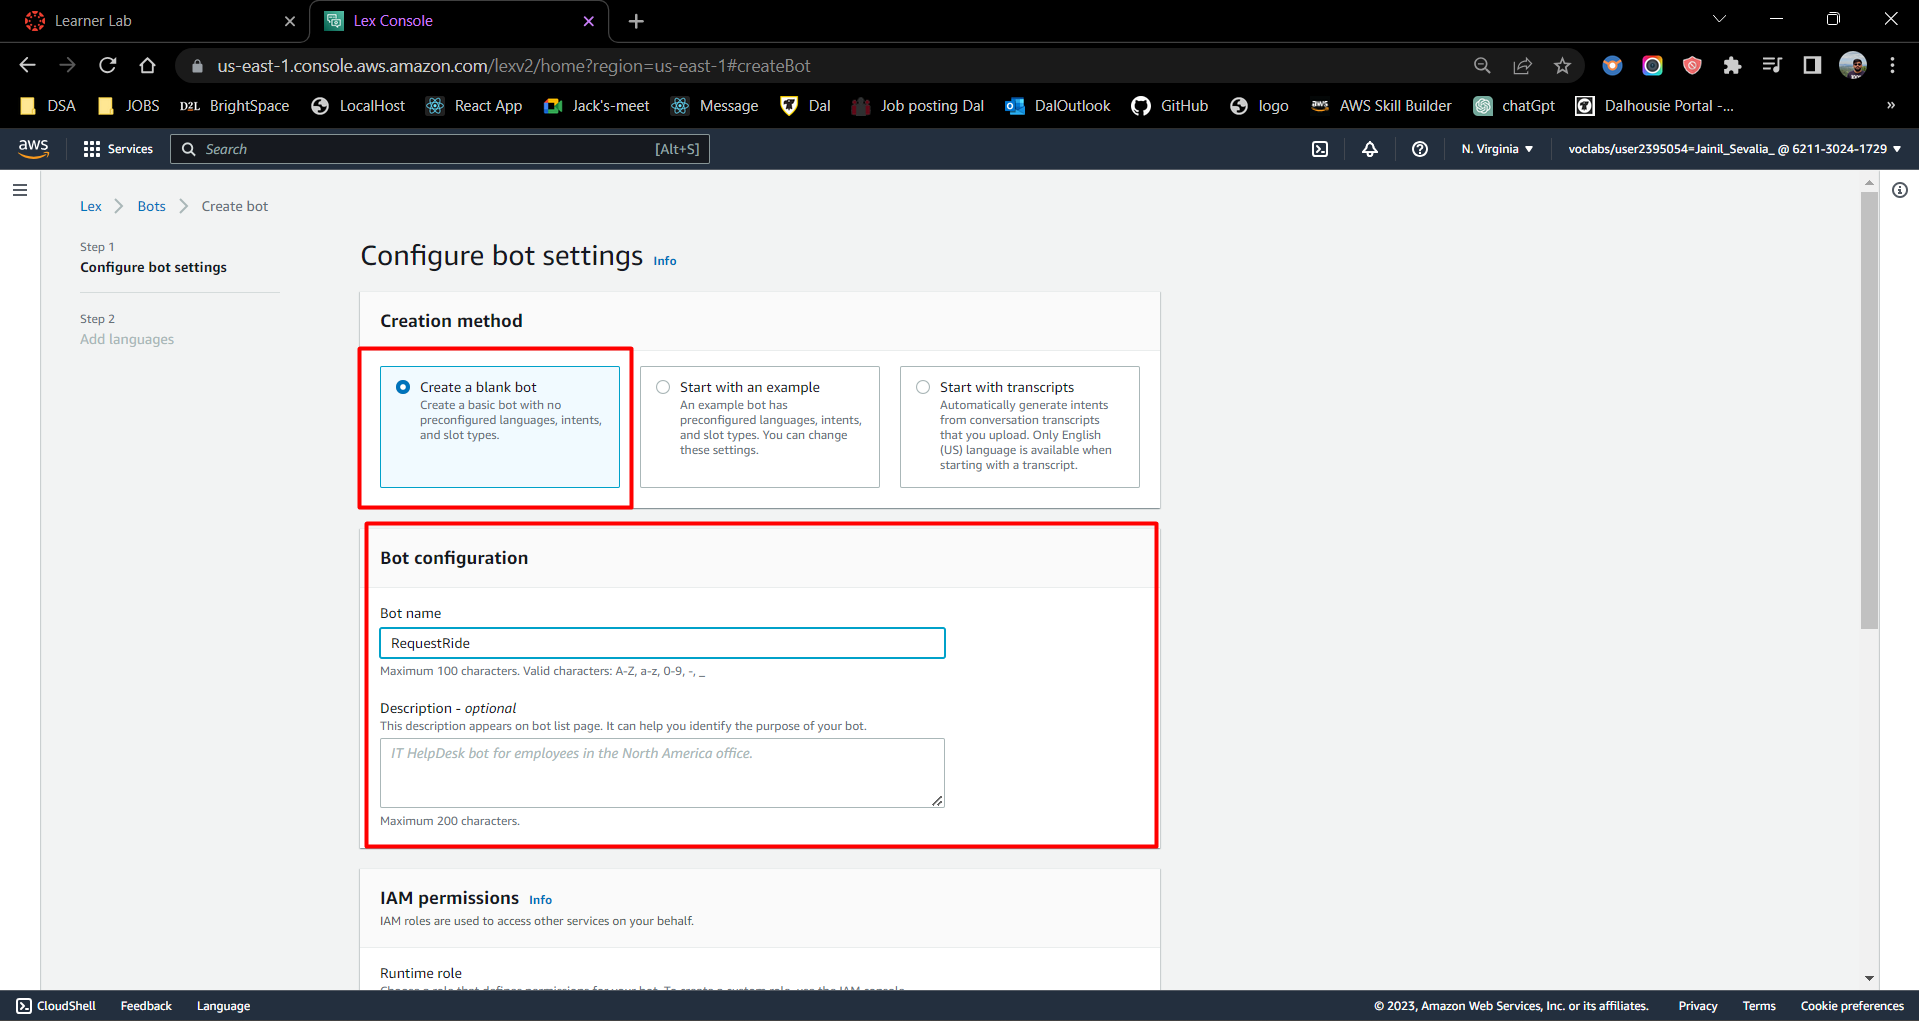 Learner Lab
Lex Console
us-east-1.console.aws.amazon.com/lexv2/home?region=us-east-1#createBot
DSA JOBS D2L BrightSpace LocalHost React App Jack's-meet Message Dal Job posting Dal DalOutlook GitHub logo aws AWS Skill Builder chatGpt Dalhousie Portal -... »
aws Services Search [Alt+S] N. Virginia voclabs/user2395054=Jainil_Sevalia_ @ 6211-3024-1729
Lex Bots Create bot
Step 1
Configure bot settings
Step 2
Add languages
Configure bot settings Info
Creation method
Create a blank bot
Create a basic bot with no
preconfigured languages, intents,
and slot types.
Start with an example
An example bot has
preconfigured languages, intents,
and slot types. You can change
these settings.
Start with transcripts
Automatically generate intents
from conversation transcripts
that you upload. Only English
(US) language is available when
starting with a transcript.
Bot configuration
Bot name
RequestRide
Maximum 100 characters. Valid characters: A-Z, a-z, 0-9, -, _
Description - optional
This description appears on bot list page. It can help you identify the purpose of your bot.
IT HelpDesk bot for employees in the North America office.
Maximum 200 characters.
IAM permissions Info
IAM roles are used to access other services on your behalf.
Runtime role
CloudShell Feedback Language © 2023, Amazon Web Services, Inc. or its affiliates. Privacy Terms Cookie preferences